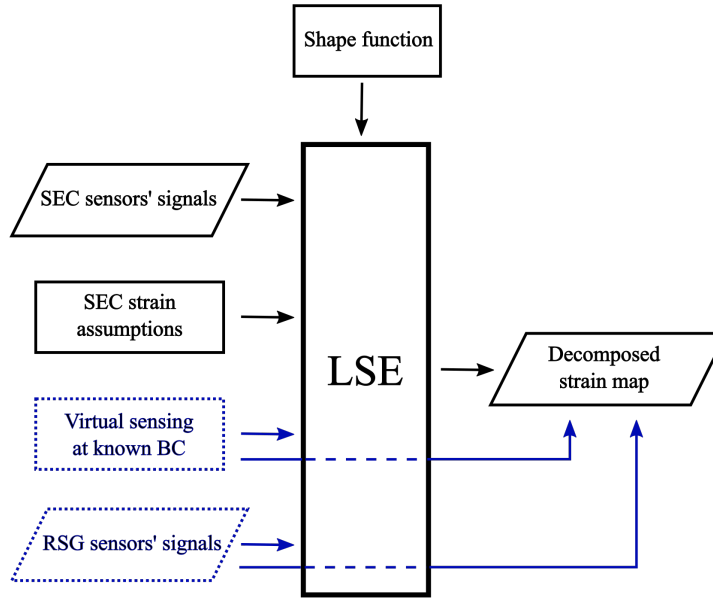 Shape function
SEC sensors' signals
SEC strain
assumptions
LSE
Decomposed
strain map
Virtual sensing
at known BC
RSG sensors' signals